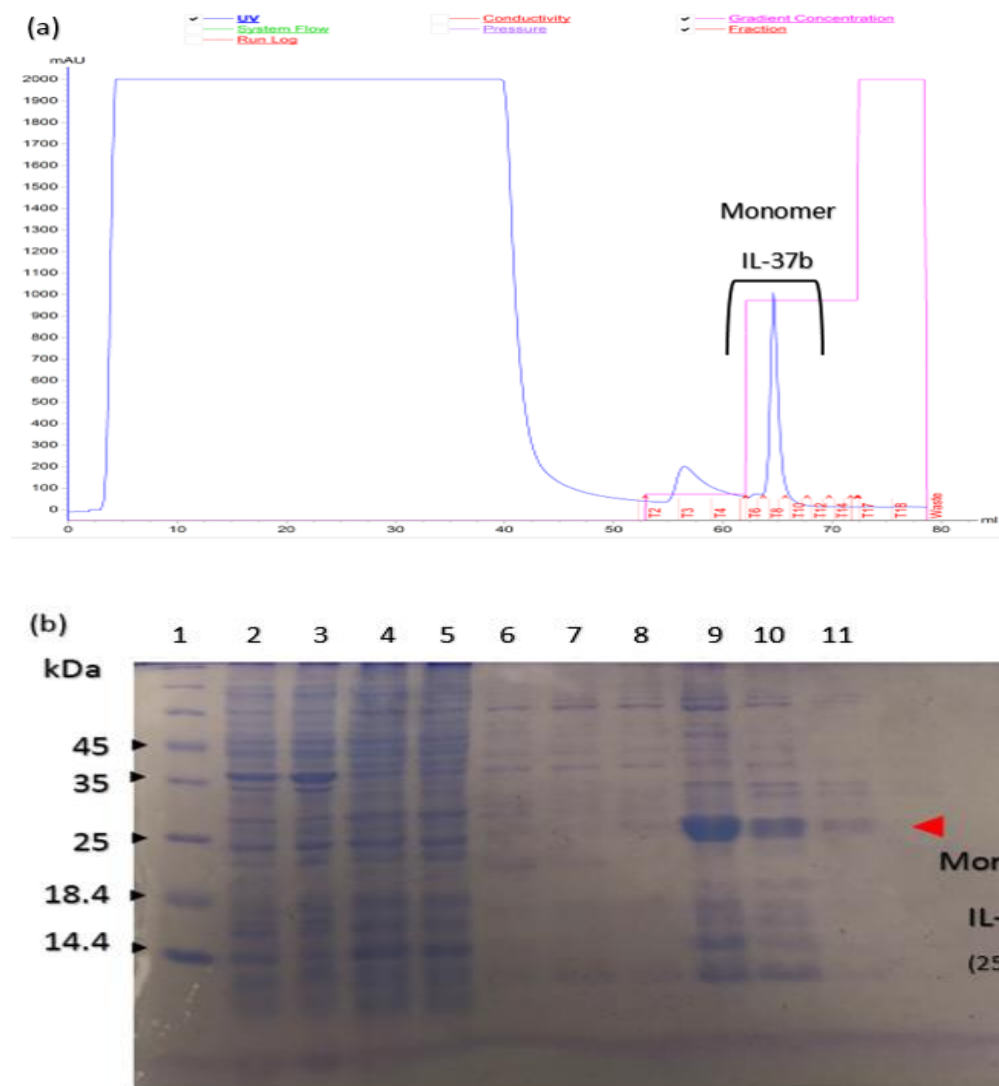 (a)
UV Conductivity Gradient Concentration
System Flow Pressure Fraction
Run Log
mAU
2000
1900
1800
1700
1600
1500
1400
1300
1200
1100
1000
900
800
700
600
500
400
300
200
100
0
Monomer
IL-37b
T2 T3 T4 T6 T8 T10 T12 T14 T17 T18 Waste
0 10 20 30 40 50 60 70 80 ml
(b) 1 2 3 4 5 6 7 8 9 10 11
kDa
45
35
25
18.4
14.4
Mor
IL-
(25